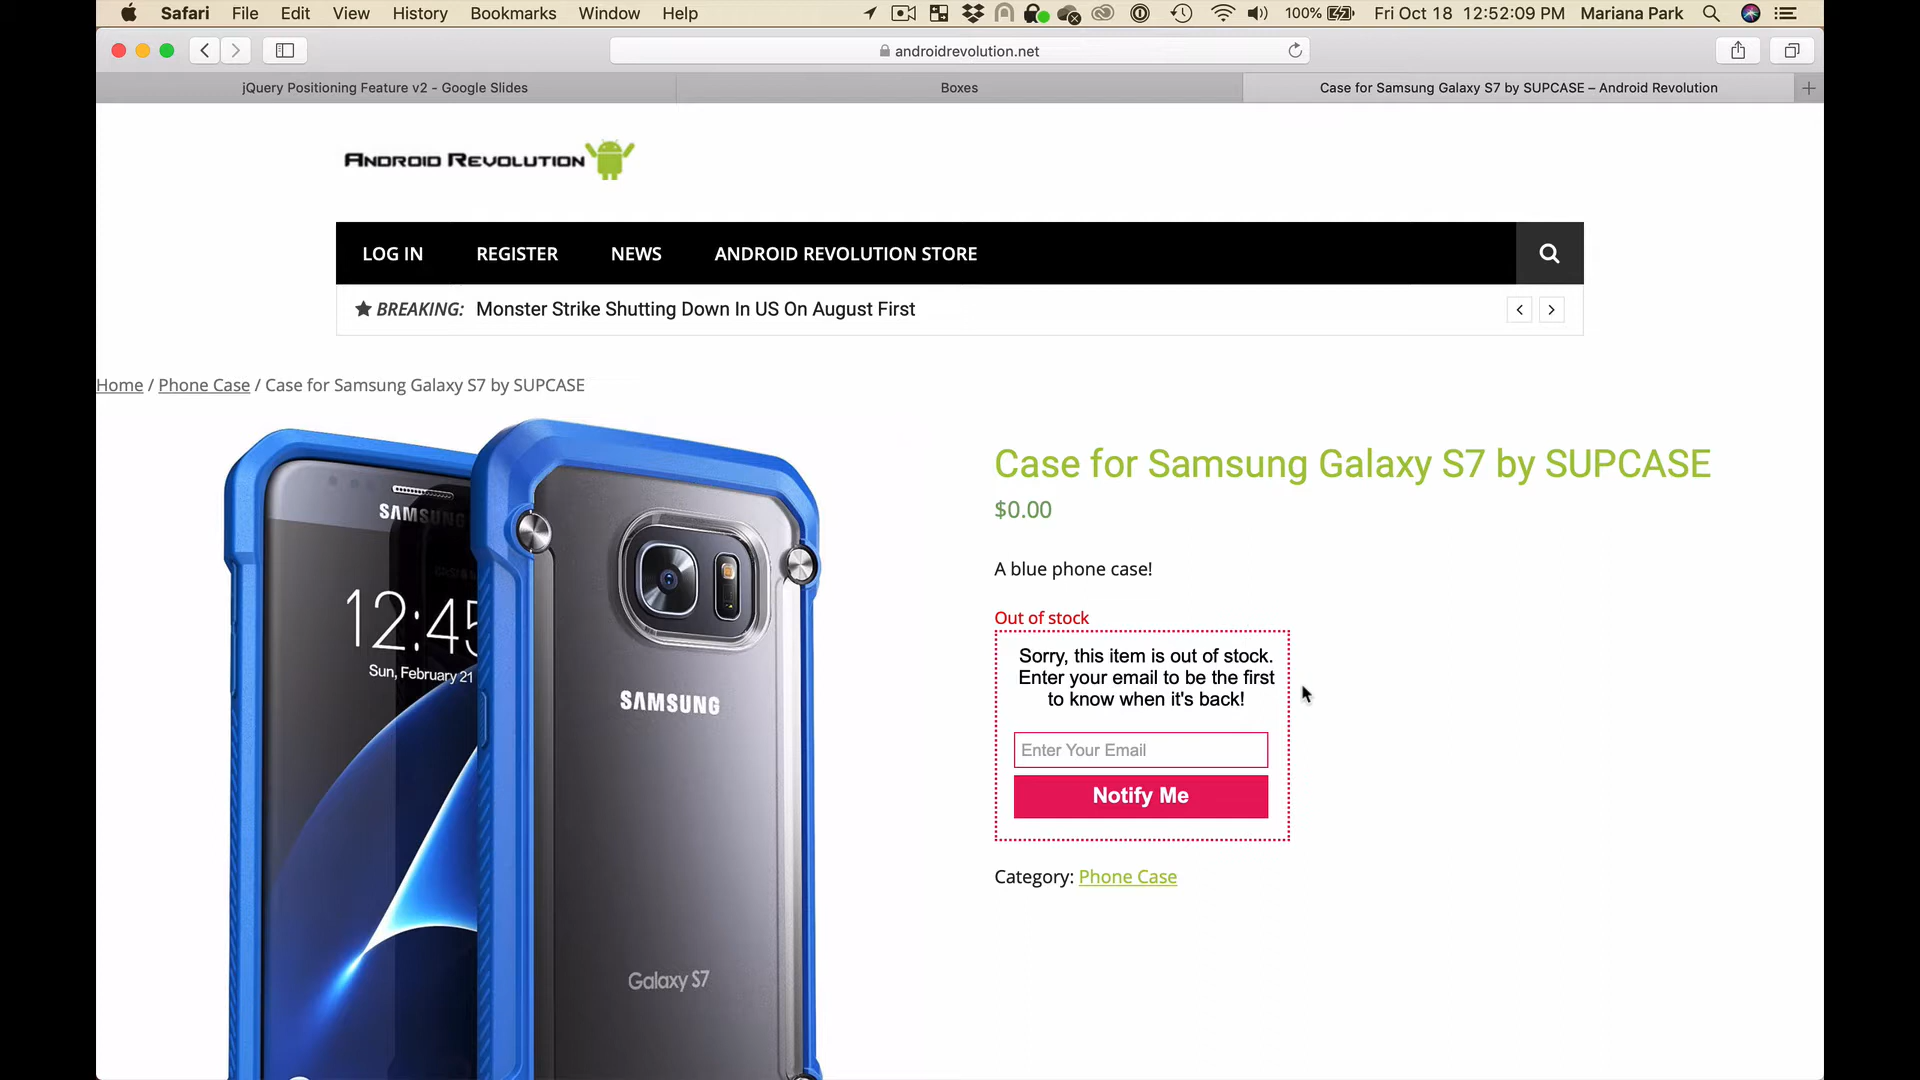 Safari File Edit View History Bookmarks Window Help 100% Fri Oct 18 12:52:09 PM Mariana Park
androidrevolution.net
jQuery Positioning Feature v2 - Google Slides Boxes Case for Samsung Galaxy S7 by SUPCASE – Android Revolution
ANDROID REVOLUTION
LOG IN REGISTER NEWS ANDROID REVOLUTION STORE
BREAKING: Monster Strike Shutting Down In US On August First
Home / Phone Case / Case for Samsung Galaxy S7 by SUPCASE
Case for Samsung Galaxy S7 by SUPCASE
$0.00
A blue phone case!
Out of stock
Sorry, this item is out of stock.
Enter your email to be the first
to know when it's back!
Enter Your Email
Notify Me
Category: Phone Case
SAMSUNG
12:45
Sun, February 21
SAMSUNG
Galaxy S7